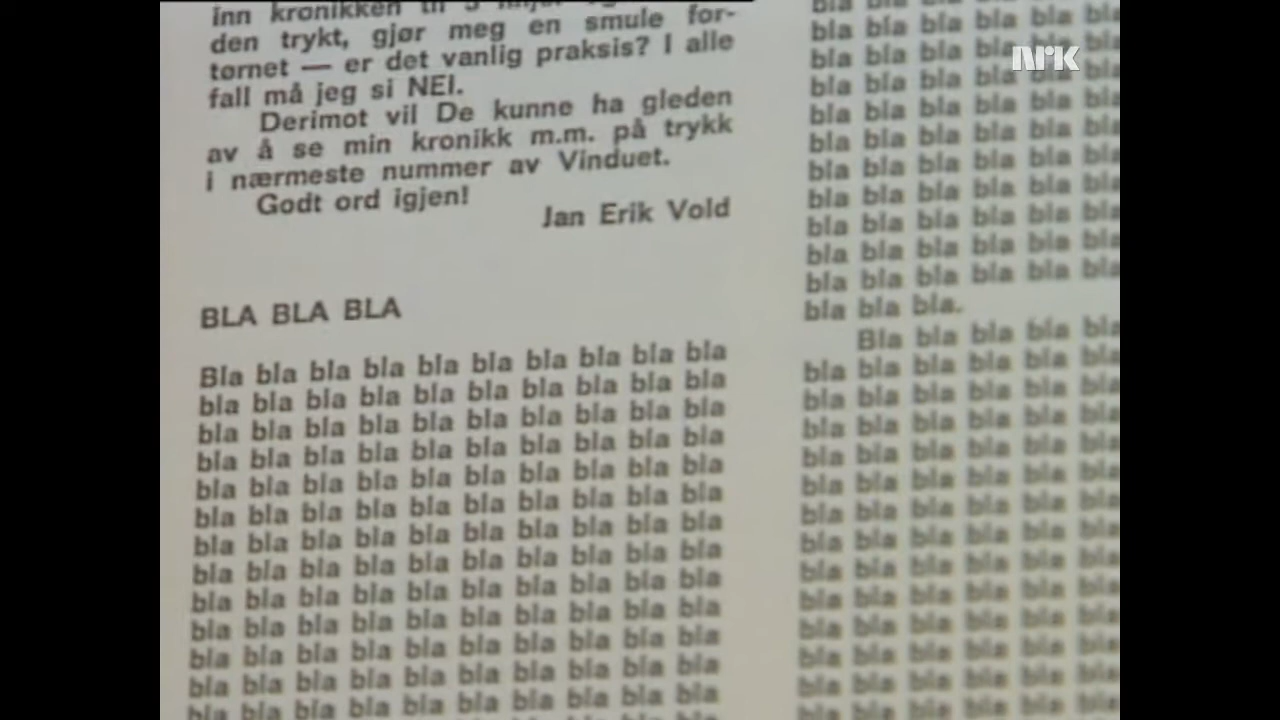 inn kronikken
den trykt, gjør meg en smule for-
tørnet — er det vanlig praksis? I alle
fall må jeg si NEI.
Derimot vil De kunne ha gleden
av å se min kronikk m.m. på trykk
i nærmeste nummer av Vinduet.
Godt ord igjen!
Jan Erik Vold
BLA BLA BLA
Bla bla bla bla bla bla bla bla bla bla
bla bla bla bla bla bla bla bla bla bla
bla bla bla bla bla bla bla bla bla bla
bla bla bla bla bla bla bla bla bla bla
bla bla bla bla bla bla bla bla bla bla
bla bla bla bla bla bla bla bla bla bla
bla bla bla bla bla bla bla bla bla bla
bla bla bla bla bla bla bla bla bla bla
bla bla bla bla bla bla bla bla bla bla
bla bla bla bla bla bla bla bla bla bla
bla bla bla bla bla bla bla bla bla bla
bla bla bla bla bla bla bla bla bla bla
bla bla bla bla bla bla bla bla bla bla
bla bla bla bla bla bla
bla bla bla bla bla bla
bla bla bla bla bla bla
bla bla bla bla bla bla
bla bla bla bla bla bla
bla bla bla bla bla bla
bla bla bla bla bla bla
bla bla bla bla bla bla
bla bla bla bla bla bla
bla bla bla bla bla bla
bla bla bla bla bla bla
bla bla bla.
Bla bla bla bla bla
bla bla bla bla bla bla
bla bla bla bla bla bla
bla bla bla bla bla bla
bla bla bla bla bla bla
bla bla bla bla bla bla
bla bla bla bla bla bla
bla bla bla bla bla bla
bla bla bla bla bla bla
bla bla bla bla bla bla
bla bla bla bla bla bla
bla bla bla bla bla bla
bla bla bla bla bla bla
bla bla bla bla bla bla
NRK